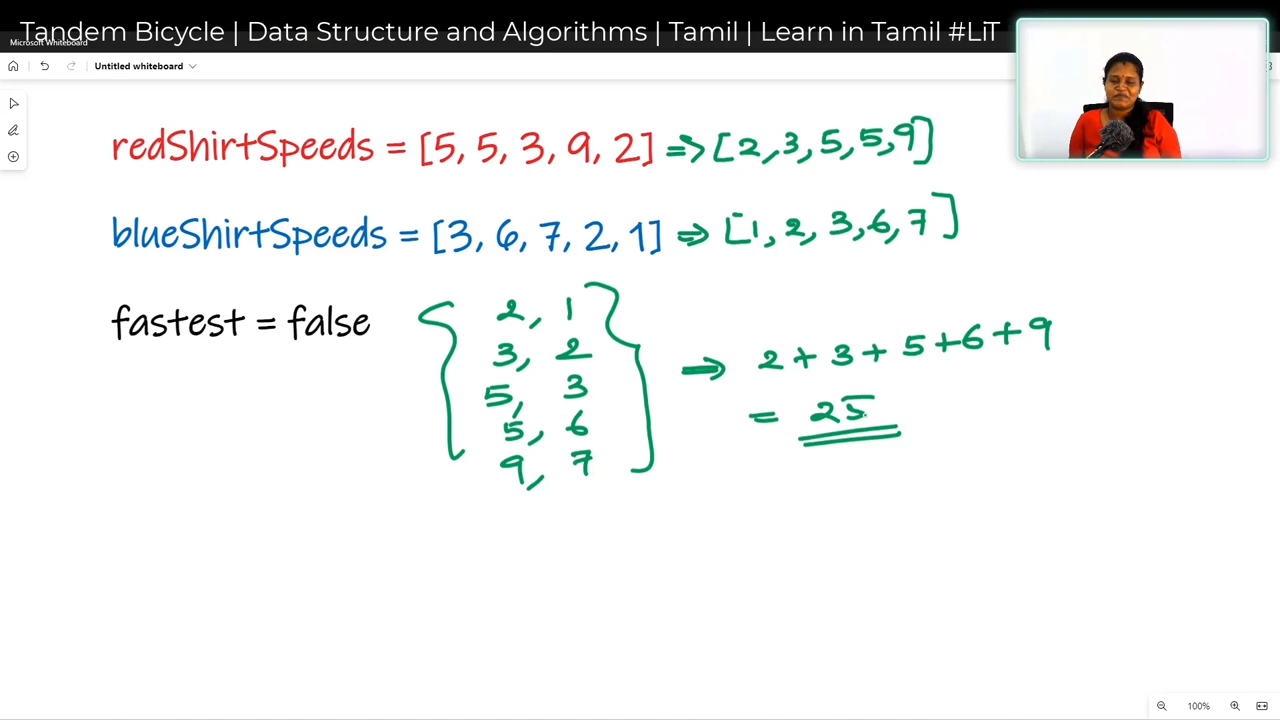 Tandem Bicycle | Data Structure and Algorithms | Tamil | Learn in Tamil #LiT
Microsoft Whiteboard
Untitled whiteboard
redShirtSpeeds = [5, 5, 3, 9, 2] => [2, 3, 5, 5, 9]
blueShirtSpeeds = [3, 6, 7, 2, 1] => [1, 2, 3, 6, 7]
fastest = false
2, 1
3, 2
5, 3
5, 6
9, 7
=> 2 + 3 + 5 + 6 + 9
= 25
100%